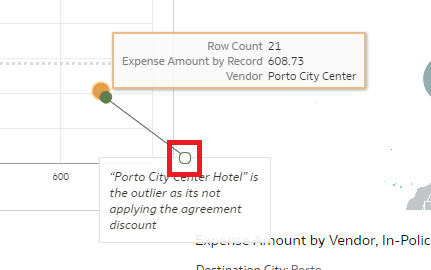 Row Count 21
Expense Amount by Record 608.73
Vendor Porto City Center
600
"Porto City Center Hotel" is
the outlier as its not
applying the agreement
discount
Expense Amount by Vendor, In-Polic
Destination City: Porto